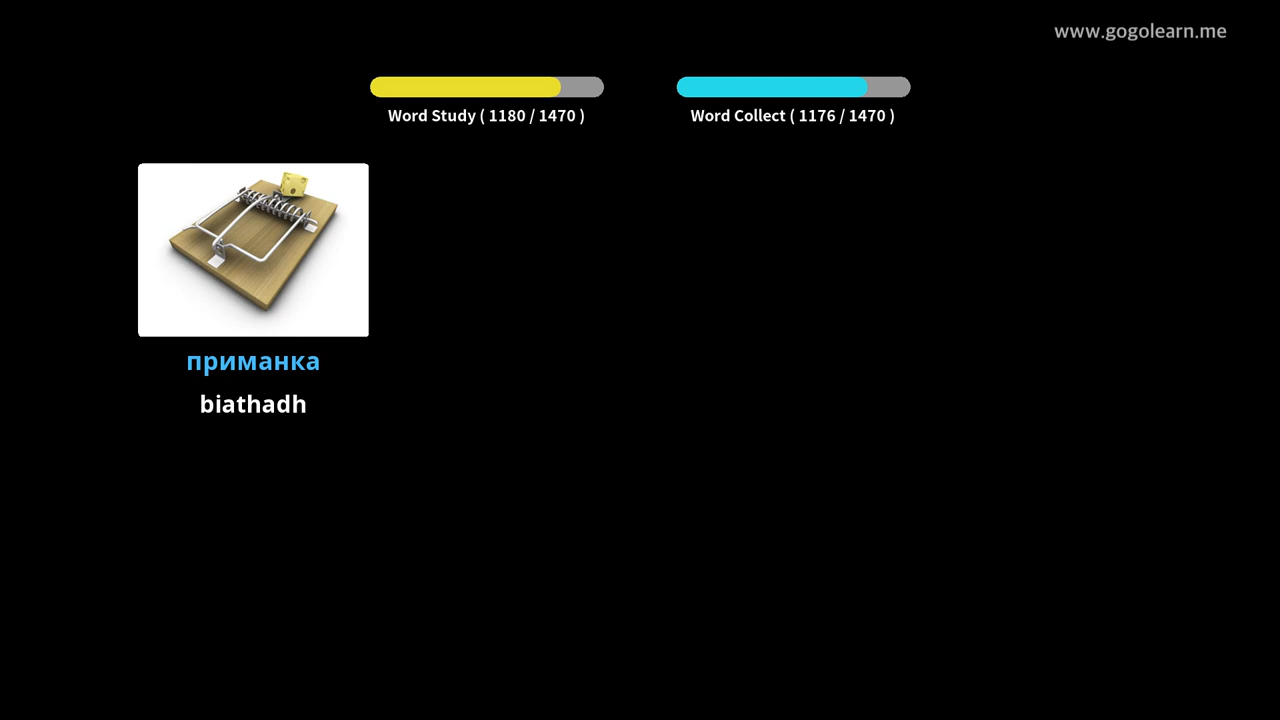 www.gogolearn.me
Word Study ( 1180 / 1470 )
Word Collect ( 1176 / 1470 )
приманка
biathadh